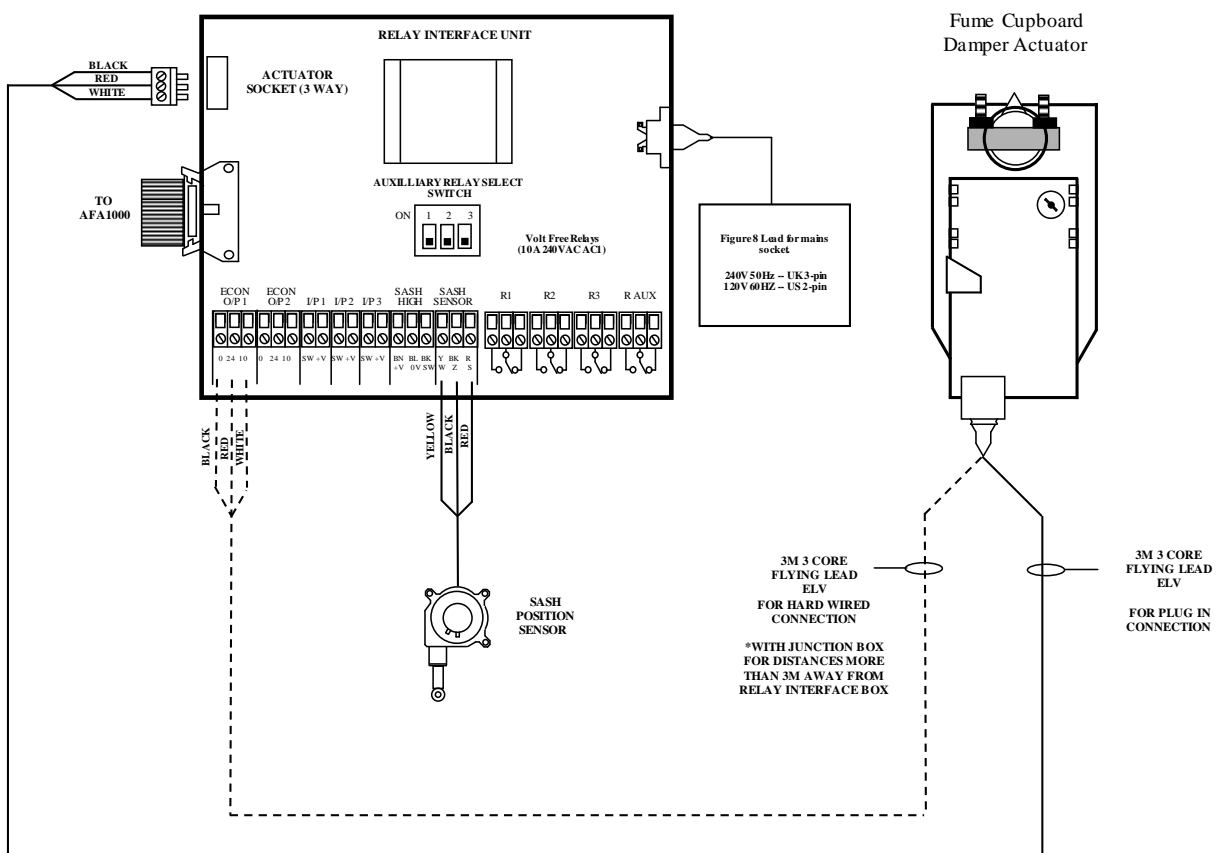 Fume Cupboard
Damper Actuator
RELAY INTERFACE UNIT
BLACK
RED
WHITE
ACTUATOR
SOCKET (3 WAY)
TO
AFA1000
AUXILLIARY RELAY SELECT
SWITCH
ON 1 2 3
Volt Free Relays
(10A 240VAC AC1)
Figure 8 Lead for mains
socket.
240V 50Hz -- UK 3-pin
120V 60HZ -- US 2-pin
ECON
O/P 1
ECON
O/P 2
I/P 1
I/P 2
I/P 3
SASH
HIGH
SASH
SENSOR
R1
R2
R3
R AUX
0 24 10
0 24 10
SW +V
SW +V
SW +V
BN BL BK
+V 0V SW
Y BK R
W Z S
BLACK
RED
WHITE
YELLOW
BLACK
RED
SASH
POSITION
SENSOR
3M 3 CORE
FLYING LEAD
ELV
FOR HARD WIRED
CONNECTION
*WITH JUNCTION BOX
FOR DISTANCES MORE
THAN 3M AWAY FROM
RELAY INTERFACE BOX
3M 3 CORE
FLYING LEAD
ELV
FOR PLUG IN
CONNECTION